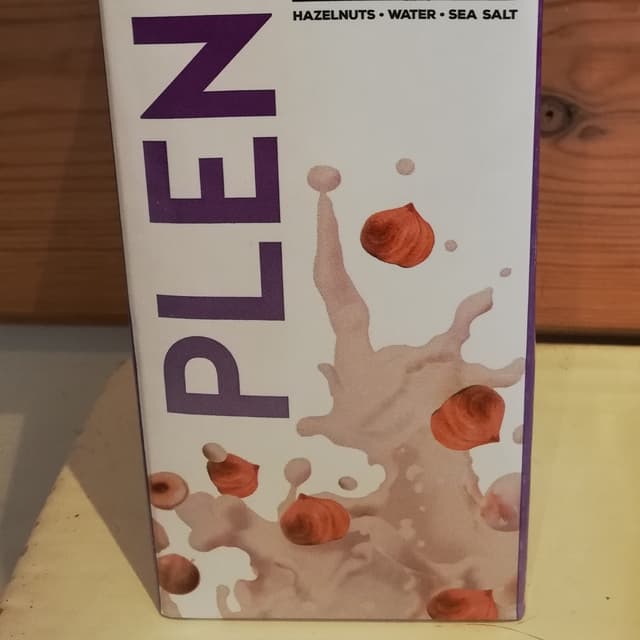 HAZELNUTS • WATER • SEA SALT
PLEN